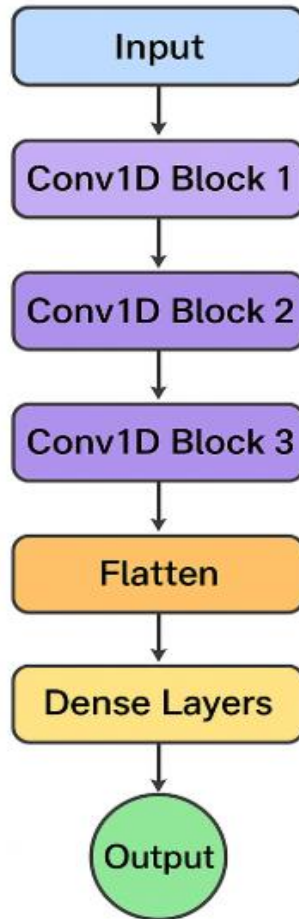 Input
Conv1D Block 1
Conv1D Block 2
Conv1D Block 3
Flatten
Dense Layers
Output